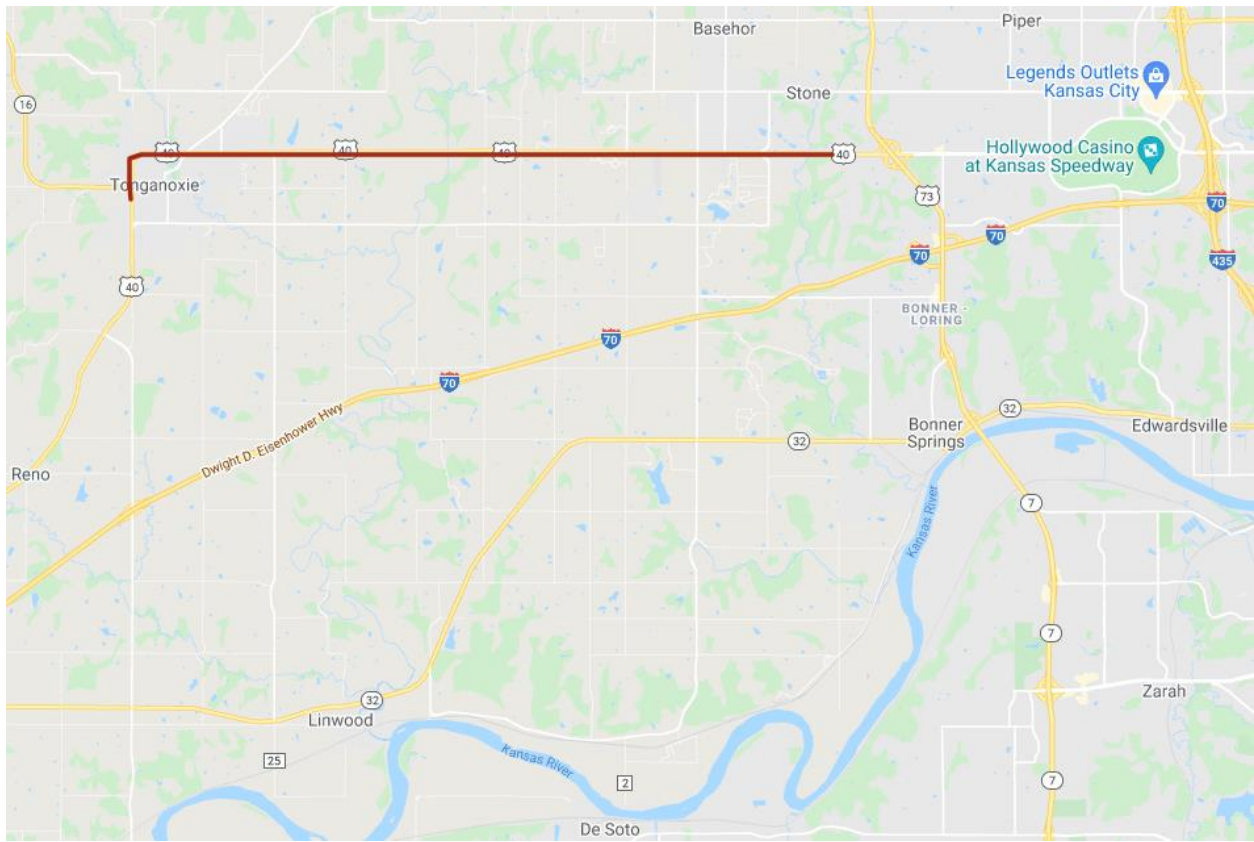 Piper
Basehor
Legends Outlets
Kansas City
Stone
16
40
40
40
40
Hollywood Casino
at Kansas Speedway
Tonganoxie
73
70
70
70
435
40
BONNER -
LORING
70
70
32
Bonner
Springs
Edwardsville
32
Dwight D. Eisenhower Hwy
Reno
7
Kansas River
7
Zarah
32
Linwood
Kansas River
25
2
7
De Soto